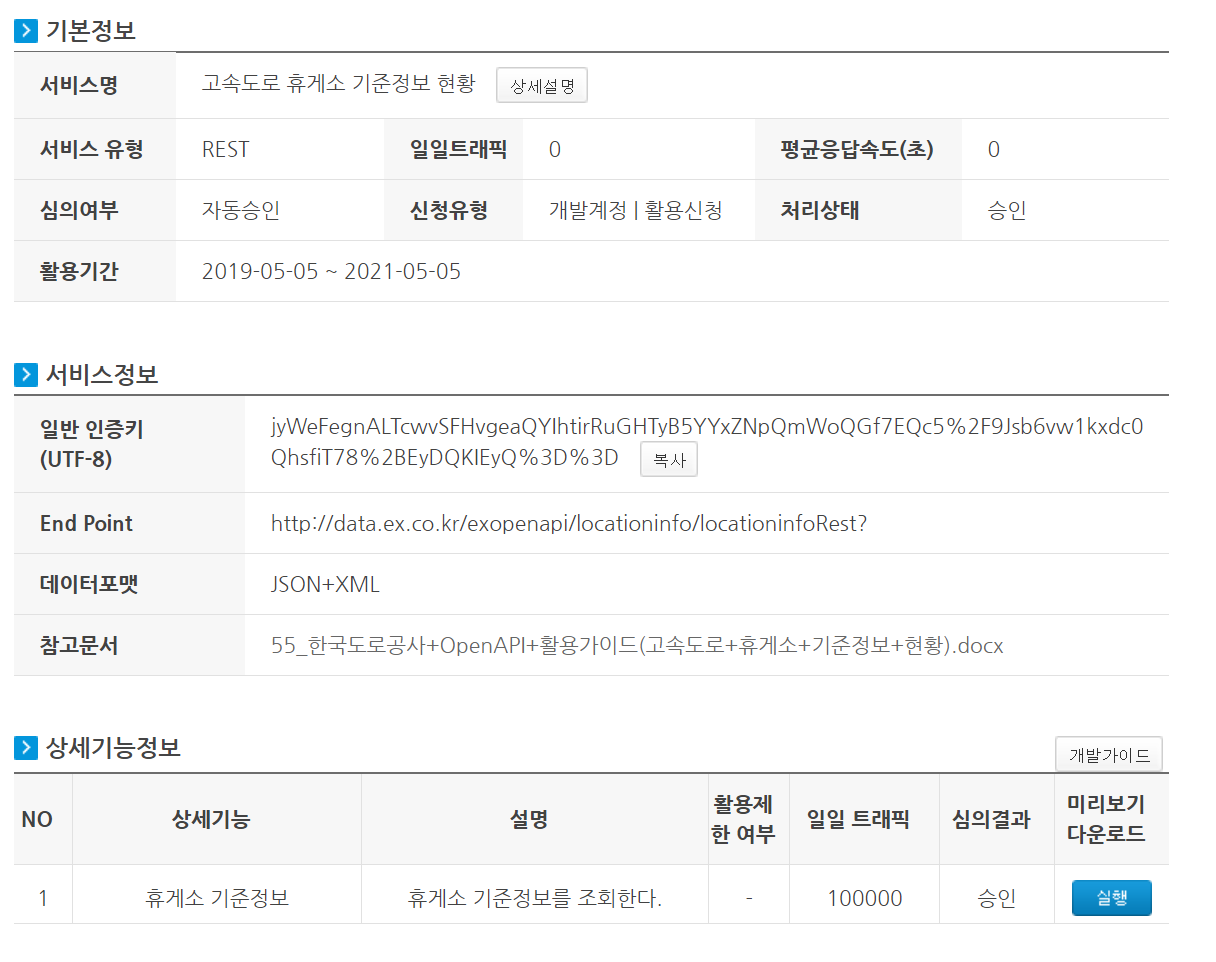 기본정보
서비스명 고속도로 휴게소 기준정보 현황 상세설명
서비스 유형 REST 일일트래픽 0 평균응답속도(초) 0
심의여부 자동승인 신청유형 개발계정 | 활용신청 처리상태 승인
활용기간 2019-05-05 ~ 2021-05-05
서비스정보
일반 인증키
(UTF-8)
jyWeFegnALTcwvSFHvgeaQYIhtirRuGHTyB5YYxZNpQmWoQGf7EQc5%2F9Jsb6vw1kxdc0
QhsfiT78%2BEyDQKIEyQ%3D%3D 복사
End Point http://data.ex.co.kr/exopenapi/locationinfo/locationinfoRest?
데이터포맷 JSON+XML
참고문서 55_한국도로공사+OpenAPI+활용가이드(고속도로+휴게소+기준정보+현황).docx
상세기능정보 개발가이드
NO 상세기능 설명 활용제
한 여부 일일 트래픽 심의결과 미리보기
다운로드
1 휴게소 기준정보 휴게소 기준정보를 조회한다. - 100000 승인 실행